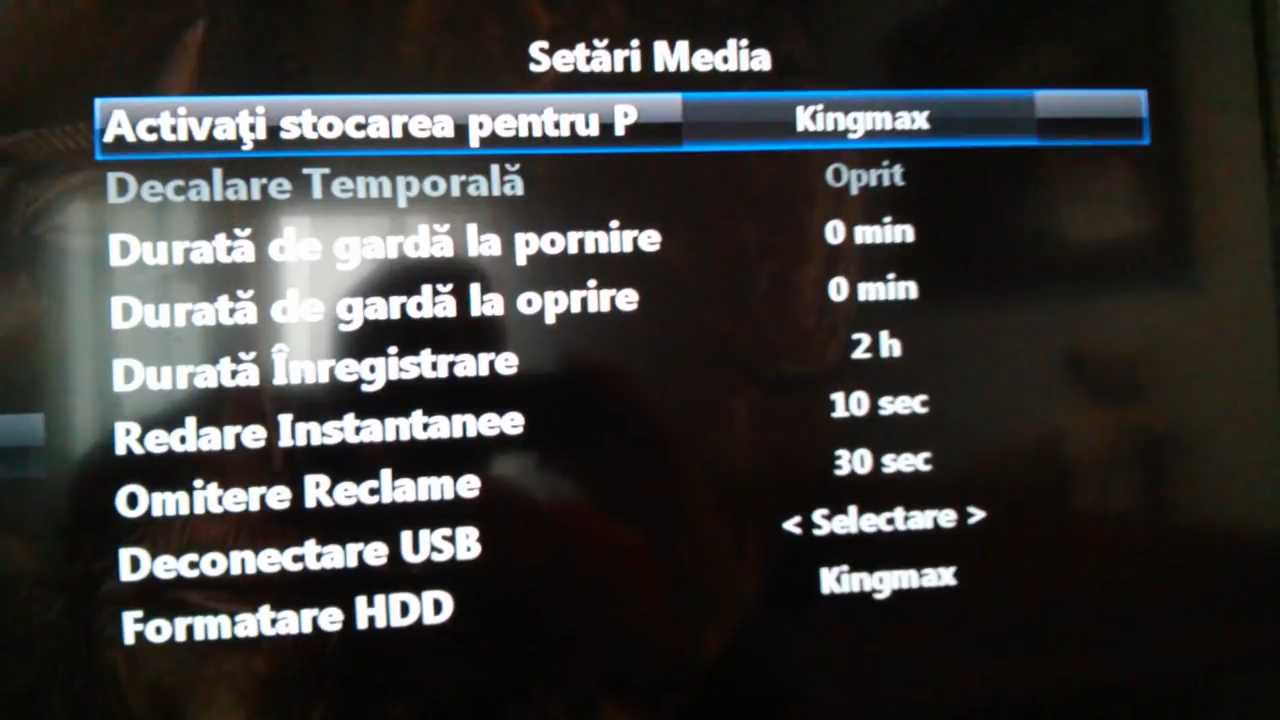 Setări Media
Activaţi stocarea pentru P Kingmax
Decalare Temporală Oprit
Durată de gardă la pornire 0 min
Durată de gardă la oprire 0 min
Durată Înregistrare 2 h
Redare Instantanee 10 sec
Omitere Reclame 30 sec
Deconectare USB < Selectare >
Formatare HDD Kingmax